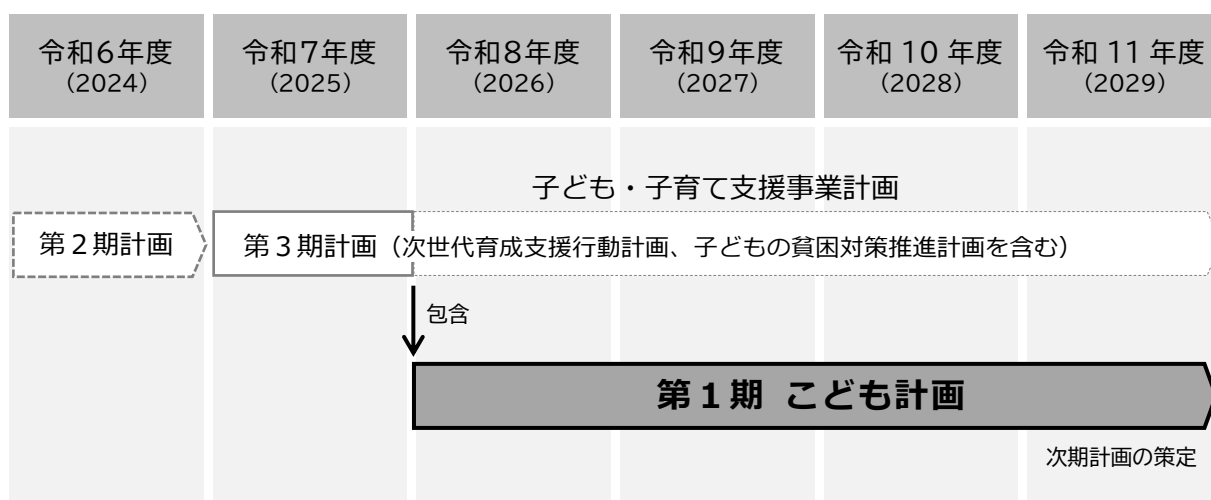 令和6年度 令和7年度 令和8年度 令和9年度 令和 10 年度 令和 11 年度
(2024) (2025) (2026) (2027) (2028) (2029)
子ども・子育て支援事業計画
第2期計画 第3期計画（次世代育成支援行動計画、子どもの貧困対策推進計画を含む）
包含
第1期 こども計画
次期計画の策定